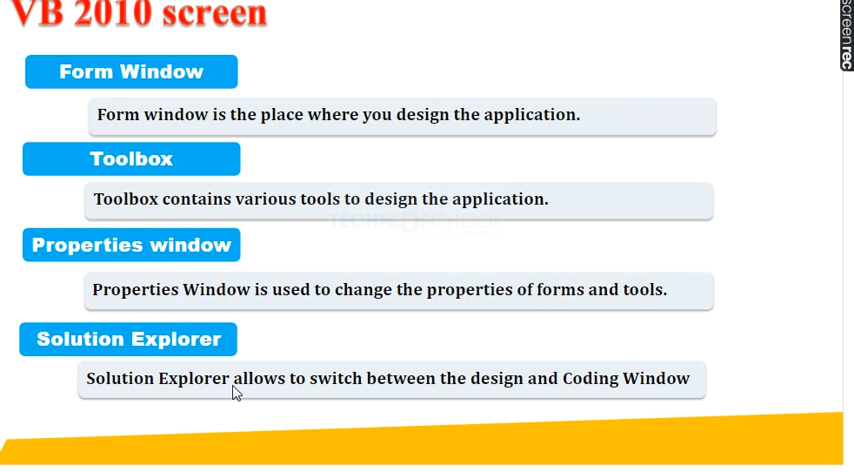 VB 2010 screen
Form Window
Form window is the place where you design the application.
Toolbox
Toolbox contains various tools to design the application.
Properties window
Properties Window is used to change the properties of forms and tools.
Solution Explorer
Solution Explorer allows to switch between the design and Coding Window
screenrec